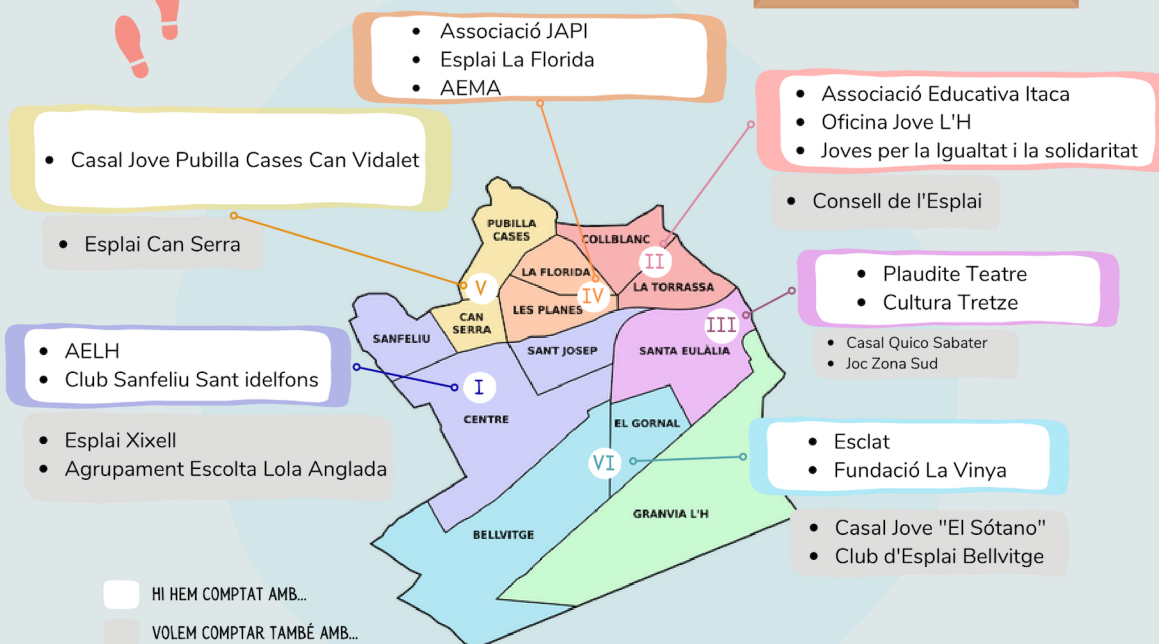 • Associació JAPI
• Esplai La Florida
• AEMA
• Associació Educativa Itaca
• Oficina Jove L'H
• Joves per la Igualtat i la solidaritat
• Consell de l'Esplai
• Casal Jove Pubilla Cases Can Vidalet
• Esplai Can Serra
• Plaudite Teatre
• Cultura Tretze
• Casal Quico Sabater
• Joc Zona Sud
• AELH
• Club Sanfeliu Sant idelfons
• Esplai Xixell
• Agrupament Escolta Lola Anglada
• Esclat
• Fundació La Vinya
• Casal Jove "El Sótano"
• Club d'Esplai Bellvitge
PUBILLA
CASES
COLLBLANC
II
LA FLORIDA
LA TORRASSA
V
IV
LES PLANES
CAN
SERRA
III
SANFELIU
SANT JOSEP
SANTA EULÀLIA
I
CENTRE
EL GORNAL
VI
GRANVIA L'H
BELLVITGE
HI HEM COMPTAT AMB...
VOLEM COMPTAR TAMBÉ AMB...